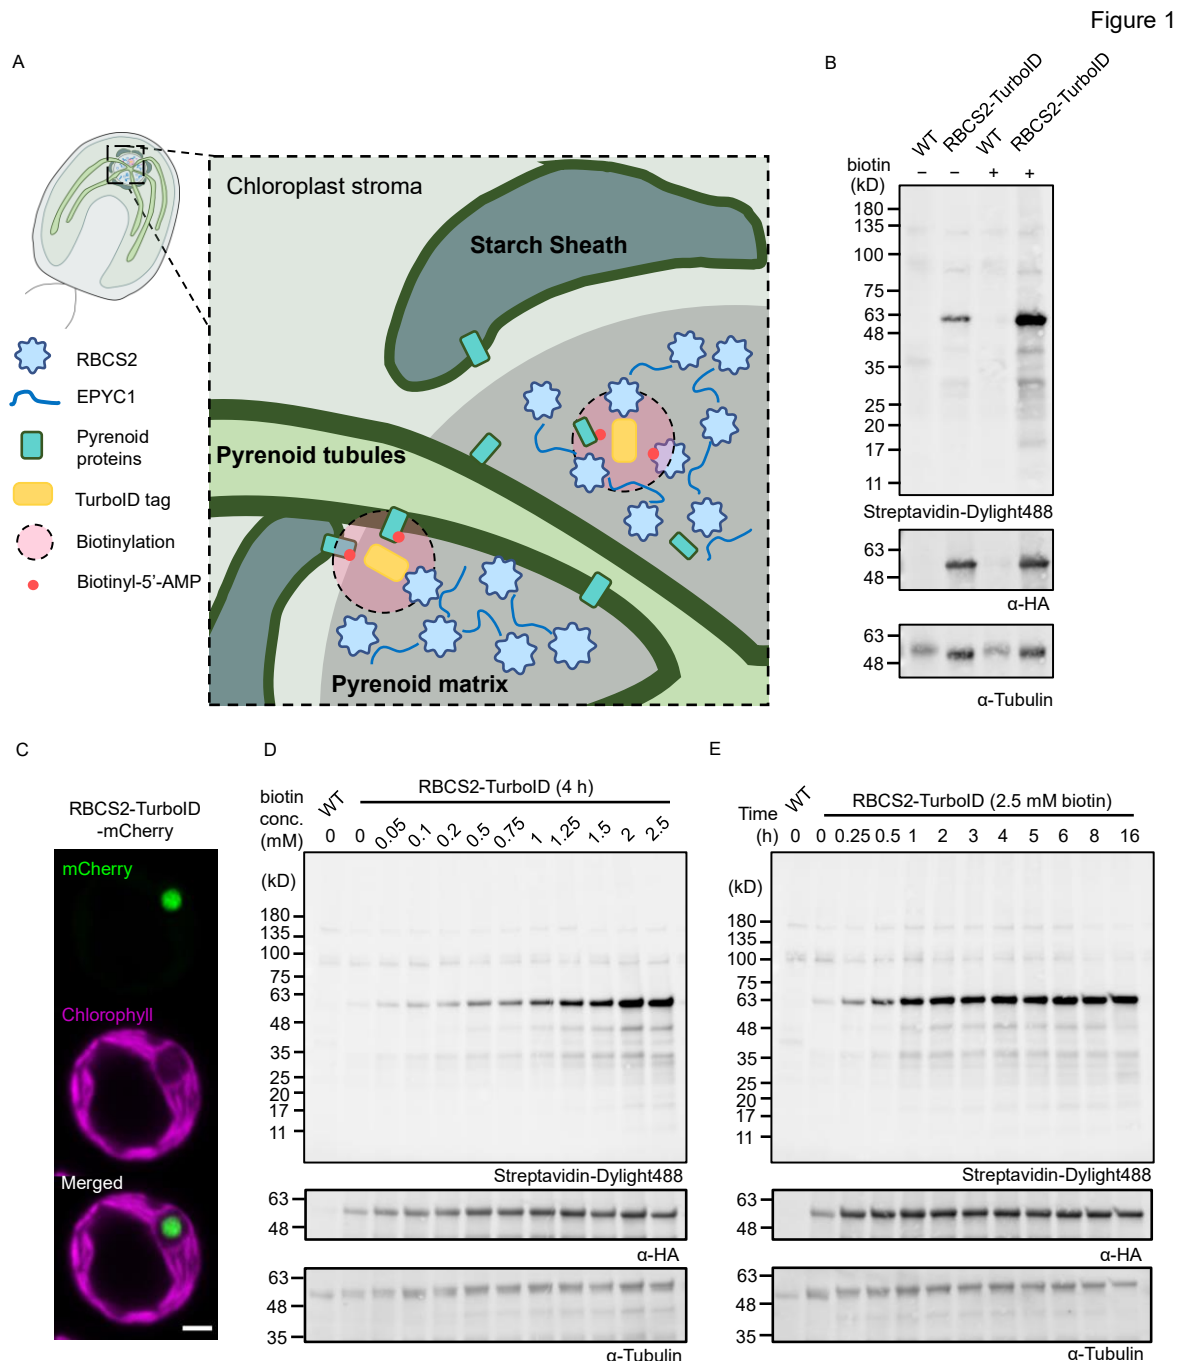 Figure 1
A
Chloroplast stroma
Starch Sheath
Pyrenoid tubules
Pyrenoid matrix
RBCS2
EPYC1
Pyrenoid
proteins
TurboID tag
Biotinylation
Biotinyl-5'-AMP
B
WT RBCS2-TurboID WT RBCS2-TurboID
biotin − − + +
(kD)
180
135
100
75
63
48
35
25
20
17
11
Streptavidin-Dylight488
63
48
α-HA
63
48
α-Tubulin
C
RBCS2-TurboID
-mCherry
mCherry
Chlorophyll
Merged
D
RBCS2-TurboID (4 h)
biotin conc. (mM)
WT
0 0 0.05 0.1 0.2 0.5 0.75 1 1.25 1.5 2 2.5
(kD)
180
135
100
75
63
48
35
25
20
17
11
Streptavidin-Dylight488
63
48
α-HA
63
48
35
α-Tubulin
E
RBCS2-TurboID (2.5 mM biotin)
Time (h)
WT
0 0 0.25 0.5 1 2 3 4 5 6 8 16
(kD)
180
135
100
75
63
48
35
25
20
17
11
Streptavidin-Dylight488
63
48
α-HA
63
48
35
α-Tubulin